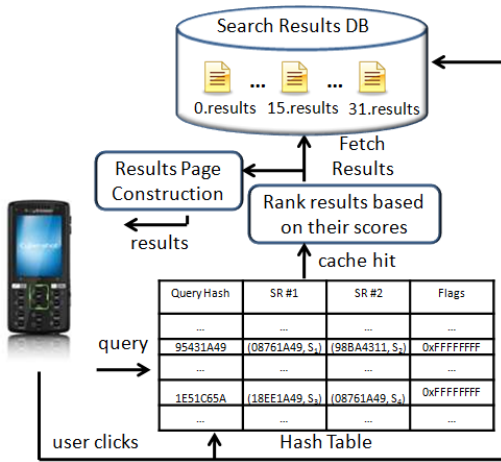 Search Results DB
... ...
0.results 15.results 31.results
Fetch
Results
Results Page
Construction
Rank results based
on their scores
results
cache hit
Query Hash SR #1 SR #2 Flags
... ... ... ...
query
95431A49 (08761A49, S₁) (98BA4311, S₂) 0xFFFFFFFF
... ... ... ...
1E51C65A (18EE1A49, S₃) (08761A49, S₄) 0xFFFFFFFF
... ... ... ...
user clicks Hash Table